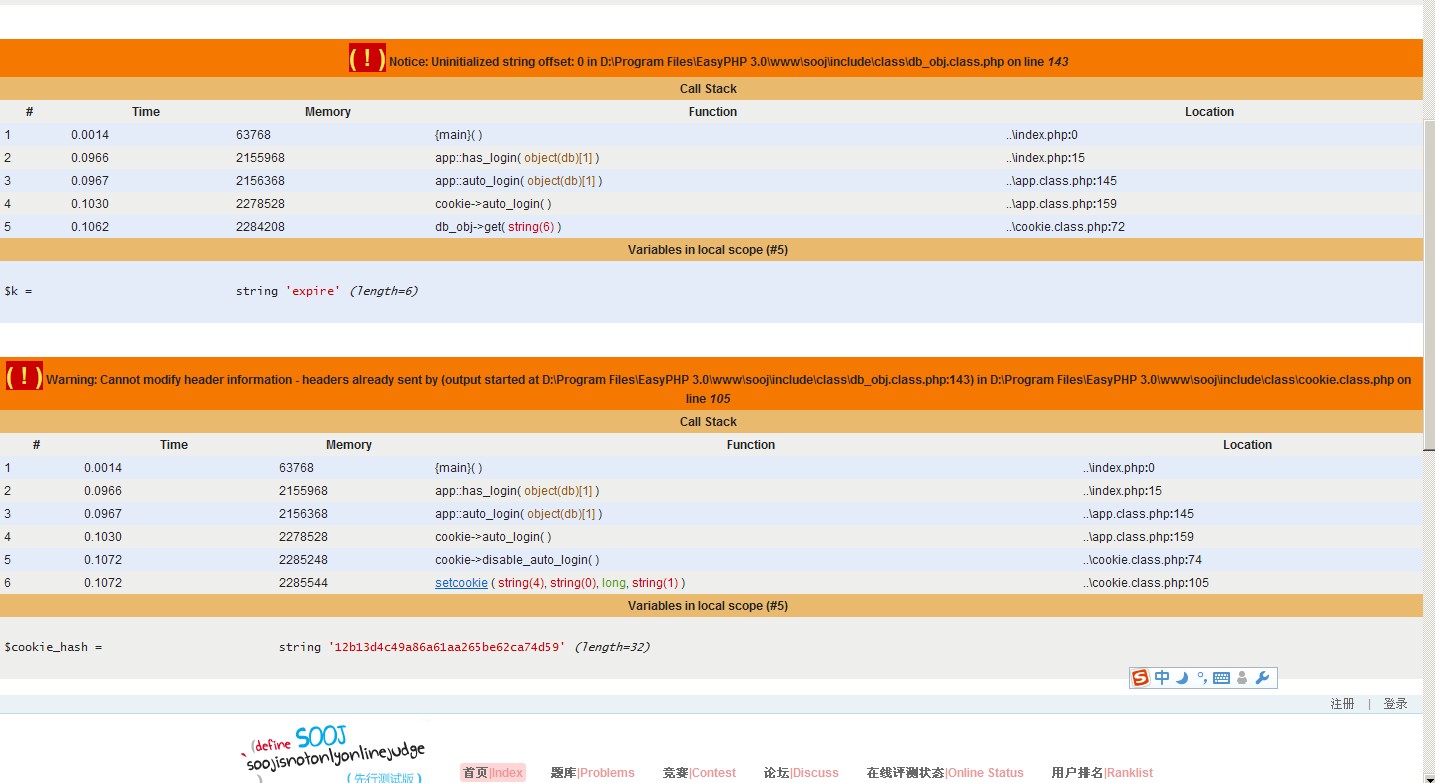 ( ! ) Notice: Uninitialized string offset: 0 in D:\Program Files\EasyPHP 3.0\www\sooj\include\class\db_obj.class.php on line 143
Call Stack
# Time Memory Function Location
1 0.0014 63768 {main}( ) ..\index.php:0
2 0.0966 2155968 app::has_login( object(db)[1] ) ..\index.php:15
3 0.0967 2156368 app::auto_login( object(db)[1] ) ..\app.class.php:145
4 0.1030 2278528 cookie->auto_login( ) ..\app.class.php:159
5 0.1062 2284208 db_obj->get( string(6) ) ..\cookie.class.php:72
Variables in local scope (#5)
$k = string 'expire' (length=6)
( ! ) Warning: Cannot modify header information - headers already sent by (output started at D:\Program Files\EasyPHP 3.0\www\sooj\include\class\db_obj.class.php:143) in D:\Program Files\EasyPHP 3.0\www\sooj\include\class\cookie.class.php on
line 105
Call Stack
# Time Memory Function Location
1 0.0014 63768 {main}( ) ..\index.php:0
2 0.0966 2155968 app::has_login( object(db)[1] ) ..\index.php:15
3 0.0967 2156368 app::auto_login( object(db)[1] ) ..\app.class.php:145
4 0.1030 2278528 cookie->auto_login( ) ..\app.class.php:159
5 0.1072 2285248 cookie->disable_auto_login( ) ..\cookie.class.php:74
6 0.1072 2285544 setcookie ( string(4), string(0), long, string(1) ) ..\cookie.class.php:105
Variables in local scope (#5)
$cookie_hash = string '12b13d4c49a86a61aa265be62ca74d59' (length=32)
S 中
注册 | 登录
`(define SOOJ
`soojisnotonlyonlinejudge
) (先行测试版)
首页|Index 题库|Problems 竞赛|Contest 论坛|Discuss 在线评测状态|Online Status 用户排名|Ranklist